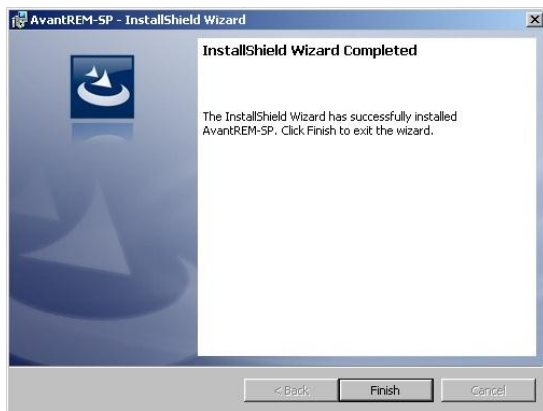 AvantREM-SP - InstallShield Wizard
InstallShield Wizard Completed
The InstallShield Wizard has successfully installed
AvantREM-SP. Click Finish to exit the wizard.
< Back
Finish
Cancel